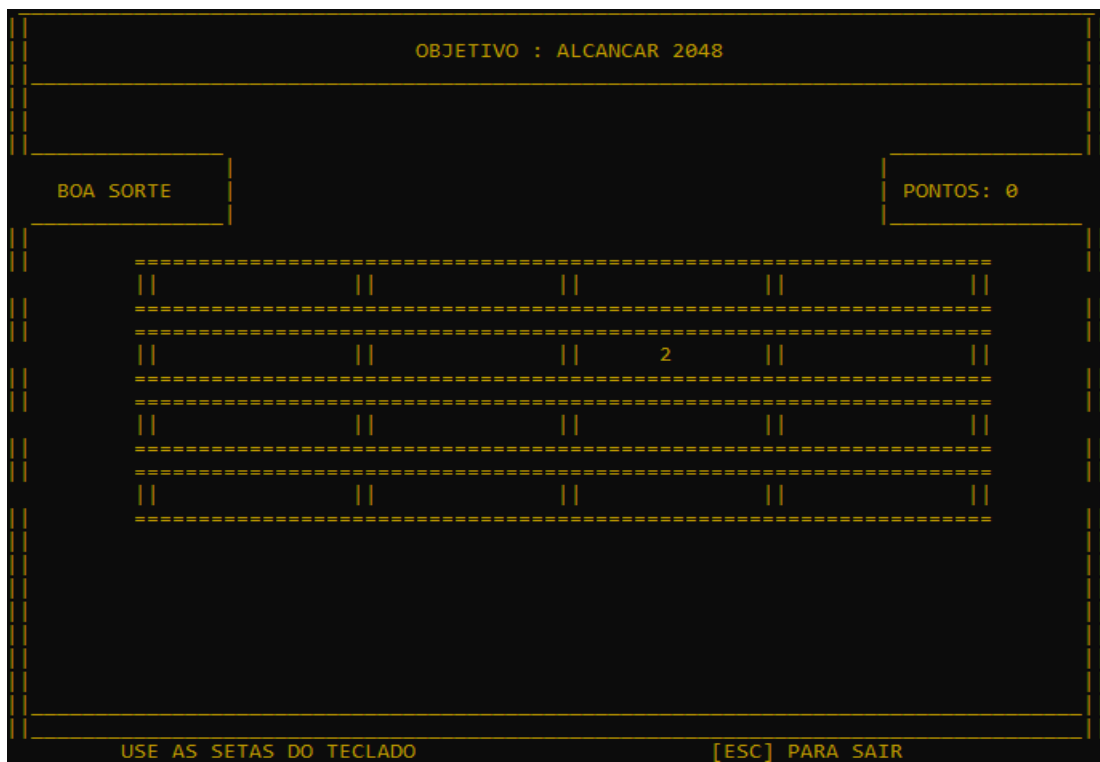 OBJETIVO : ALCANCAR 2048
BOA SORTE
PONTOS: 0
2
USE AS SETAS DO TECLADO
[ESC] PARA SAIR